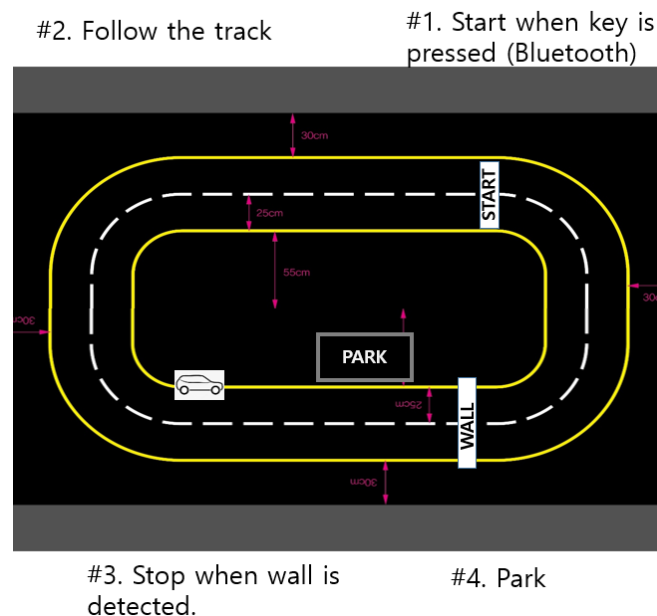 #2. Follow the track
#1. Start when key is
pressed (Bluetooth)
30cm
START
25cm
55cm
30c
30cm
PARK
25cm
WALL
30cm
#3. Stop when wall is
detected.
#4. Park